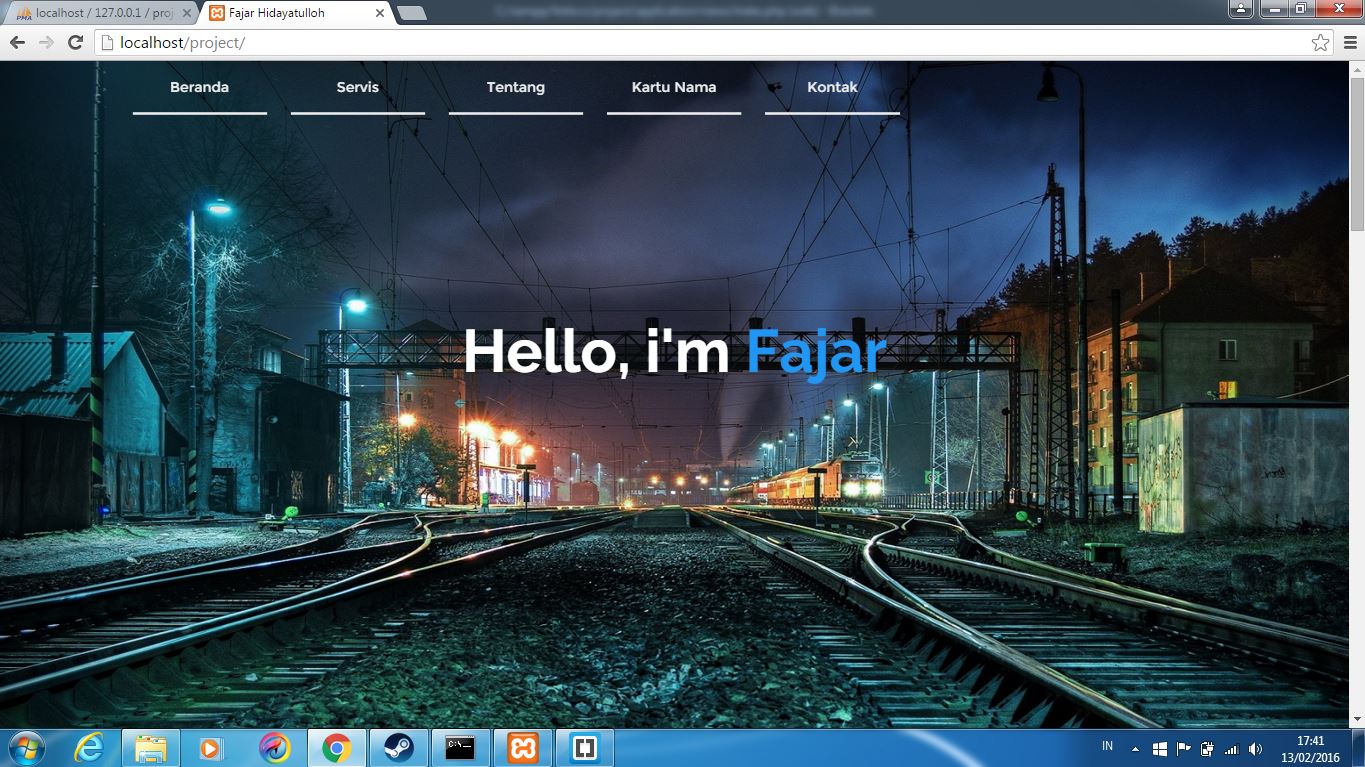 localhost / 127.0.0.1 / proj
Fajar Hidayatulloh
localhost/project/
Beranda
Servis
Tentang
Kartu Nama
Kontak
Hello, i'm Fajar
IN
17:41
13/02/2016